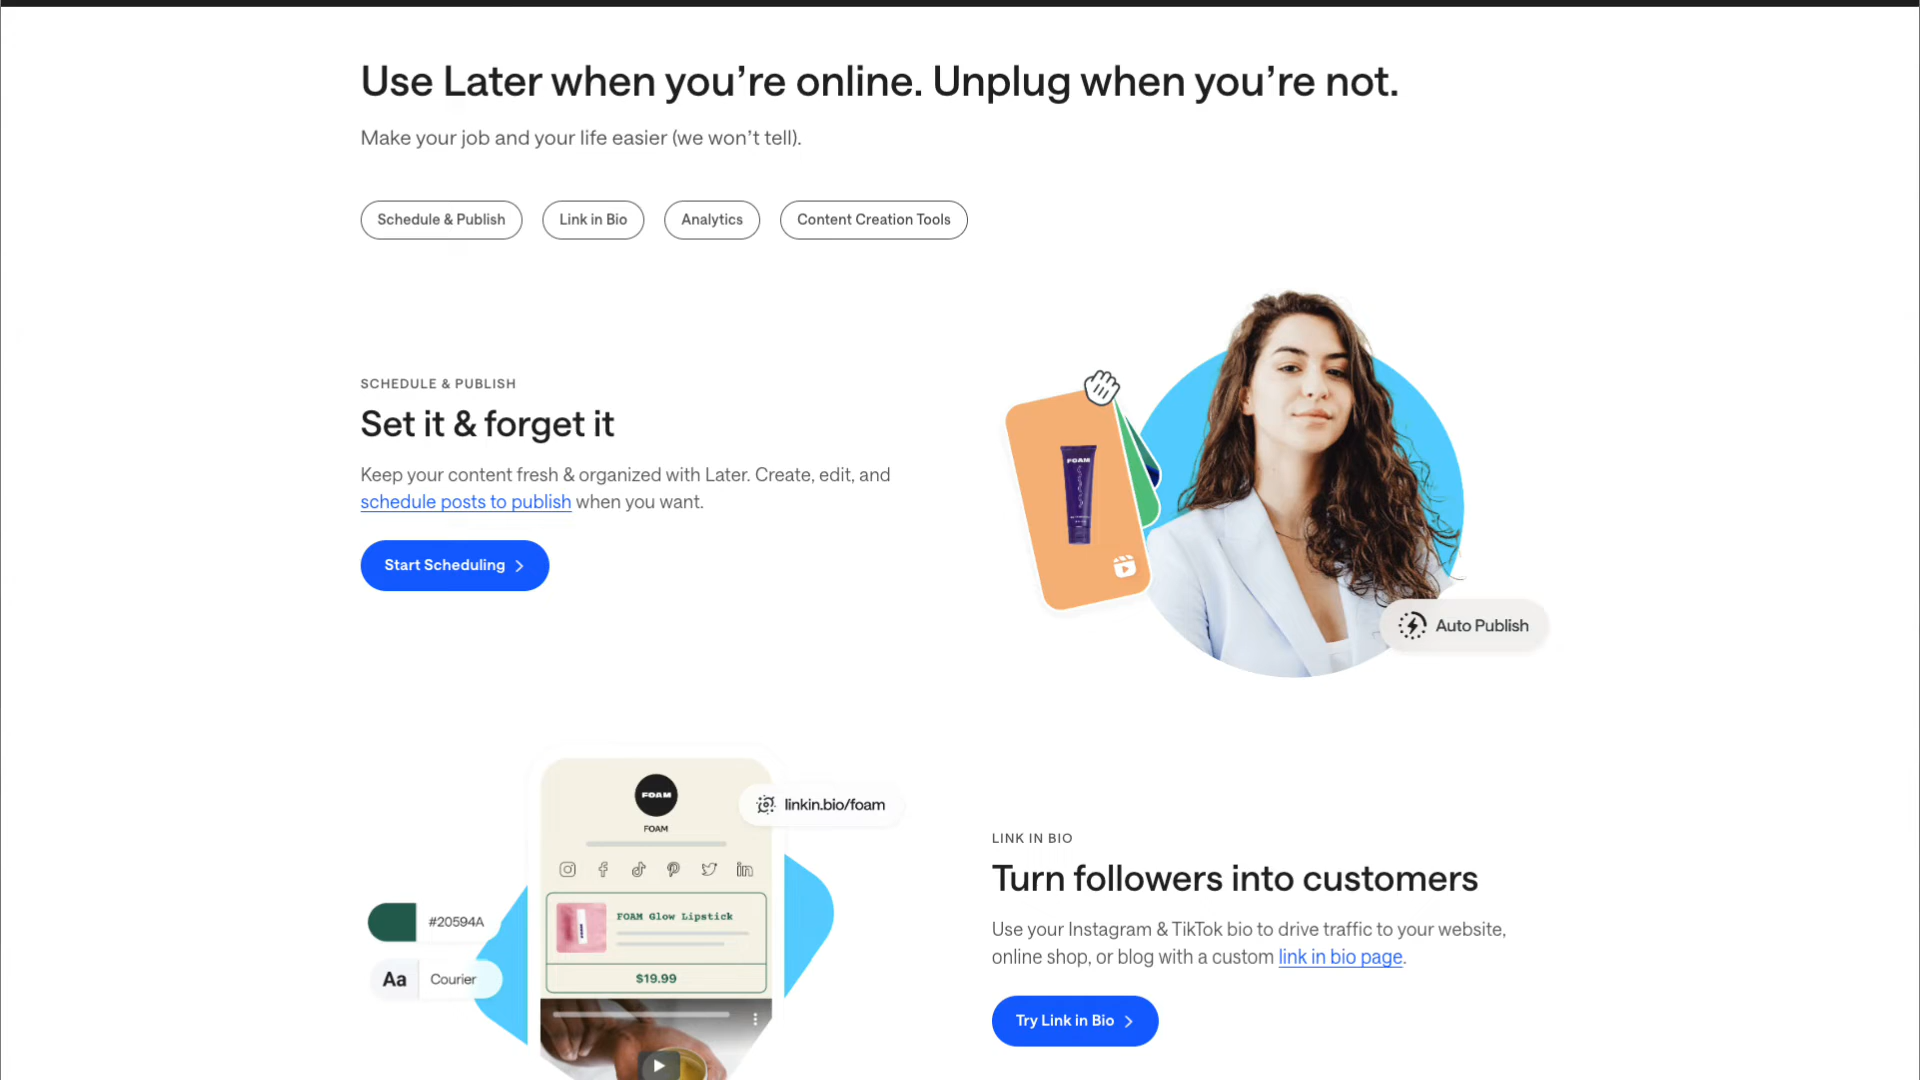 Use Later when you're online. Unplug when you're not.
Make your job and your life easier (we won't tell).
Schedule & Publish
Link in Bio
Analytics
Content Creation Tools
SCHEDULE & PUBLISH
Set it & forget it
Keep your content fresh & organized with Later. Create, edit, and
schedule posts to publish when you want.
Start Scheduling
FOAM
Auto Publish
FOAM
FOAM
linkin.bio/foam
#20594A
Aa
Courier
FOAM Glow Lipstick
$19.99
LINK IN BIO
Turn followers into customers
Use your Instagram & TikTok bio to drive traffic to your website,
online shop, or blog with a custom link in bio page.
Try Link in Bio